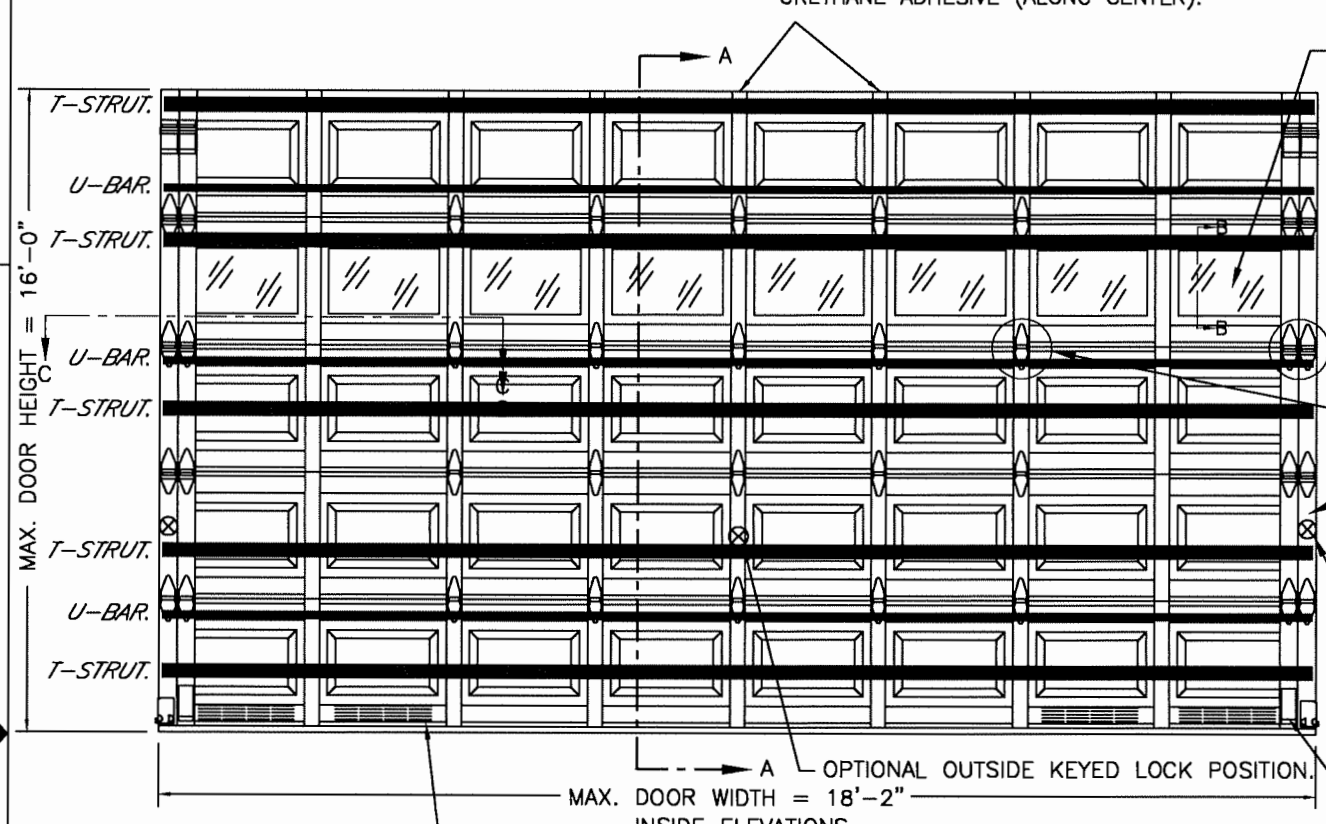 URETHANE ADHESIVE (ALONG CENTER).
A
T-STRUT.
U-BAR.
T-STRUT.
B
B
U-BAR.
C
C
T-STRUT.
MAX. DOOR HEIGHT = 16'-0"
T-STRUT.
U-BAR.
T-STRUT.
A
OPTIONAL OUTSIDE KEYED LOCK POSITION.
MAX. DOOR WIDTH = 18'-2"
INSIDE ELEVATIONS